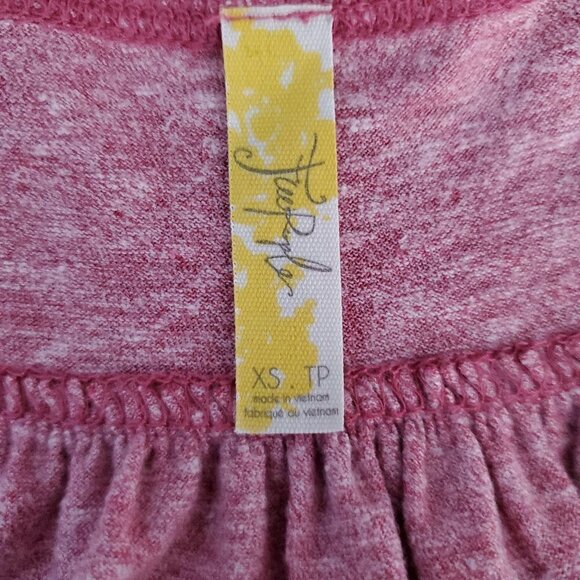 Free People
XS . TP
made in vietnam
fabriqué au vietnam